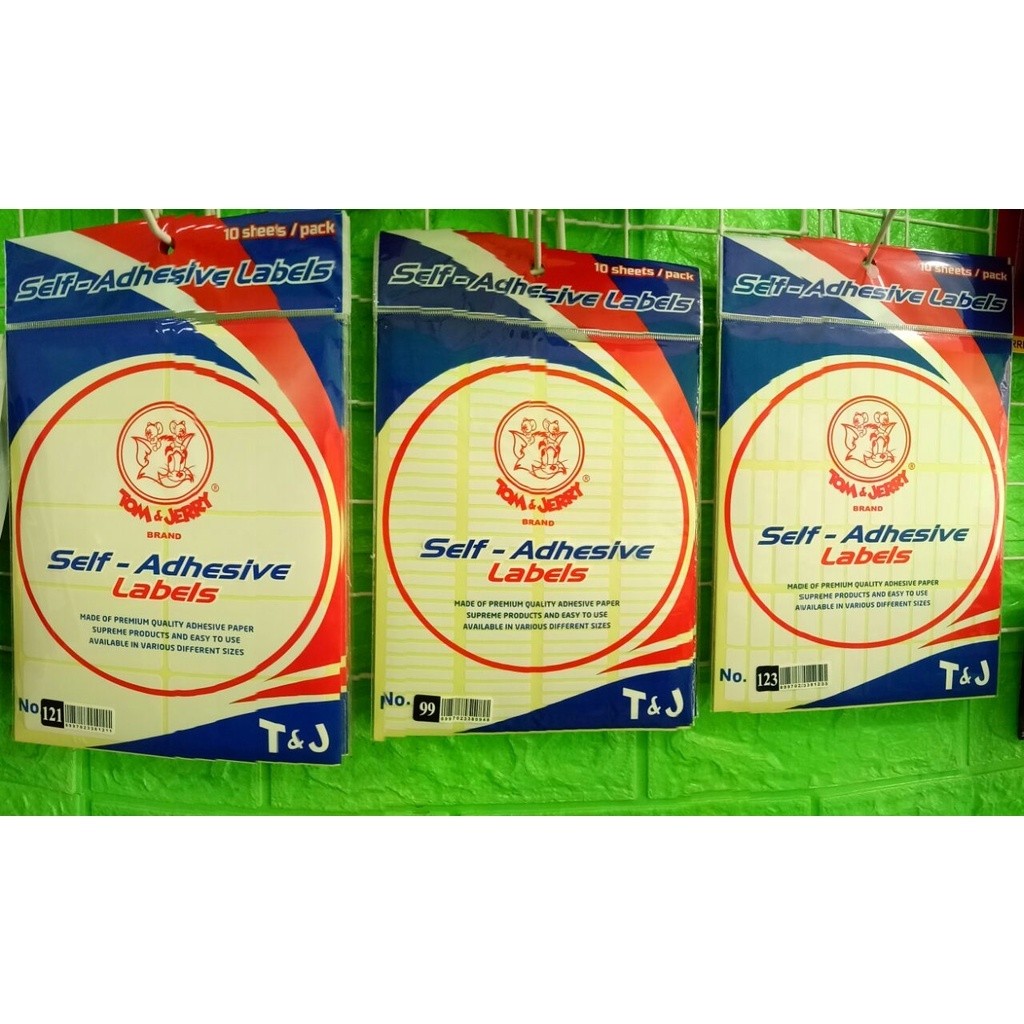 10 sheets / pack
Self-Adhesive Labels
TOM & JERRY ®
BRAND
Self - Adhesive
Labels
MADE OF PREMIUM QUALITY ADHESIVE PAPER
SUPREME PRODUCTS AND EASY TO USE
AVAILABLE IN VARIOUS DIFFERENT SIZES
No 121
T&J
10 sheets / pack
Self-Adhesive Labels
TOM & JERRY ®
BRAND
Self - Adhesive
Labels
MADE OF PREMIUM QUALITY ADHESIVE PAPER
SUPREME PRODUCTS AND EASY TO USE
AVAILABLE IN VARIOUS DIFFERENT SIZES
No. 99
T&J
10 sheets / pack
Self-Adhesive Labels
TOM & JERRY ®
BRAND
Self - Adhesive
Labels
MADE OF PREMIUM QUALITY ADHESIVE PAPER
SUPREME PRODUCTS AND EASY TO USE
AVAILABLE IN VARIOUS DIFFERENT SIZES
No. 123
T&J